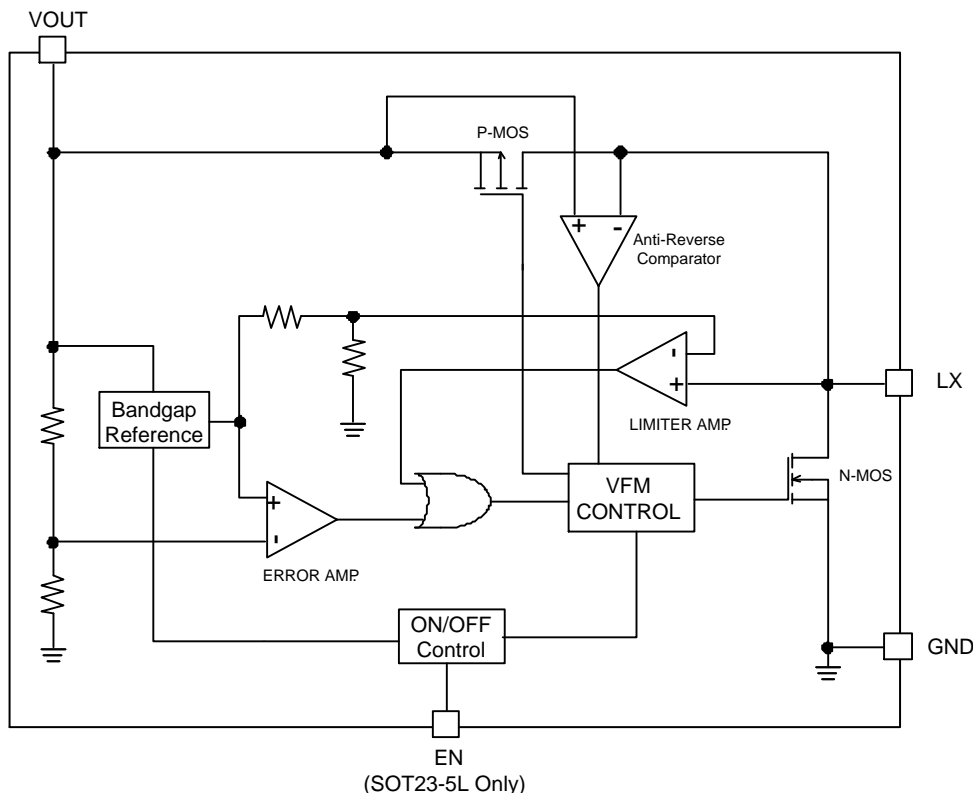 VOUT
P-MOS
+
-
Anti-Reverse
Comparator
-
+
LX
LIMITER AMP.
Bandgap
Reference
N-MOS
VFM
CONTROL
+
-
ERROR AMP.
ON/OFF
Control
GND
EN
(SOT23-5L Only)